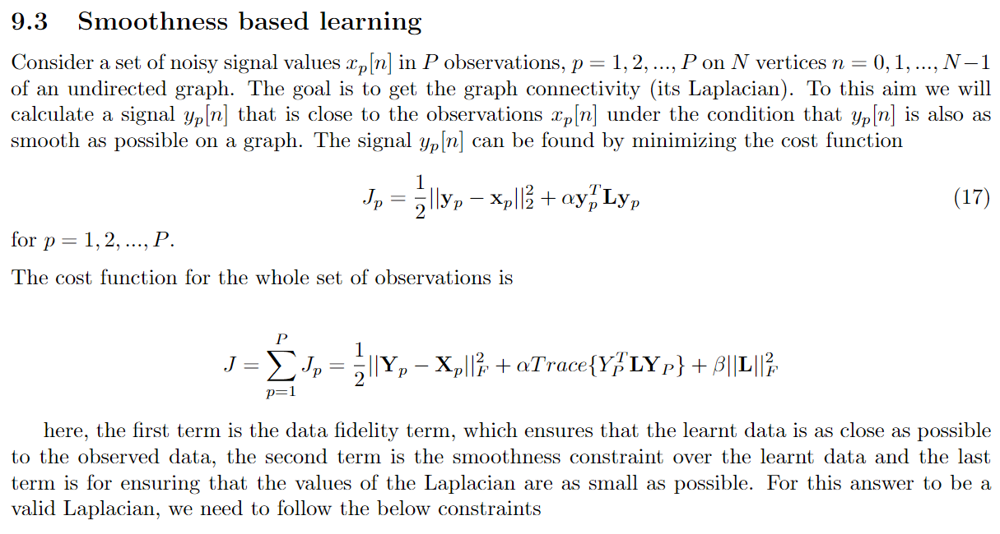 9.3 Smoothness based learning
Consider a set of noisy signal values $x_p[n]$ in $P$ observations, $p = 1, 2, ..., P$ on $N$ vertices $n = 0, 1, ..., N-1$
of an undirected graph. The goal is to get the graph connectivity (its Laplacian). To this aim we will
calculate a signal $y_p[n]$ that is close to the observations $x_p[n]$ under the condition that $y_p[n]$ is also as
smooth as possible on a graph. The signal $y_p[n]$ can be found by minimizing the cost function
$J_p = \frac{1}{2}||\mathbf{y}_p - \mathbf{x}_p||_2^2 + \alpha \mathbf{y}_p^T \mathbf{L} \mathbf{y}_p$ (17)
for $p = 1, 2, ..., P$.
The cost function for the whole set of observations is
$J = \sum_{p=1}^{P} J_p = \frac{1}{2}||\mathbf{Y}_p - \mathbf{X}_p||_F^2 + \alpha Trace\{Y_P^T \mathbf{L} \mathbf{Y}_P\} + \beta||\mathbf{L}||_F^2$
here, the first term is the data fidelity term, which ensures that the learnt data is as close as possible
to the observed data, the second term is the smoothness constraint over the learnt data and the last
term is for ensuring that the values of the Laplacian are as small as possible. For this answer to be a
valid Laplacian, we need to follow the below constraints